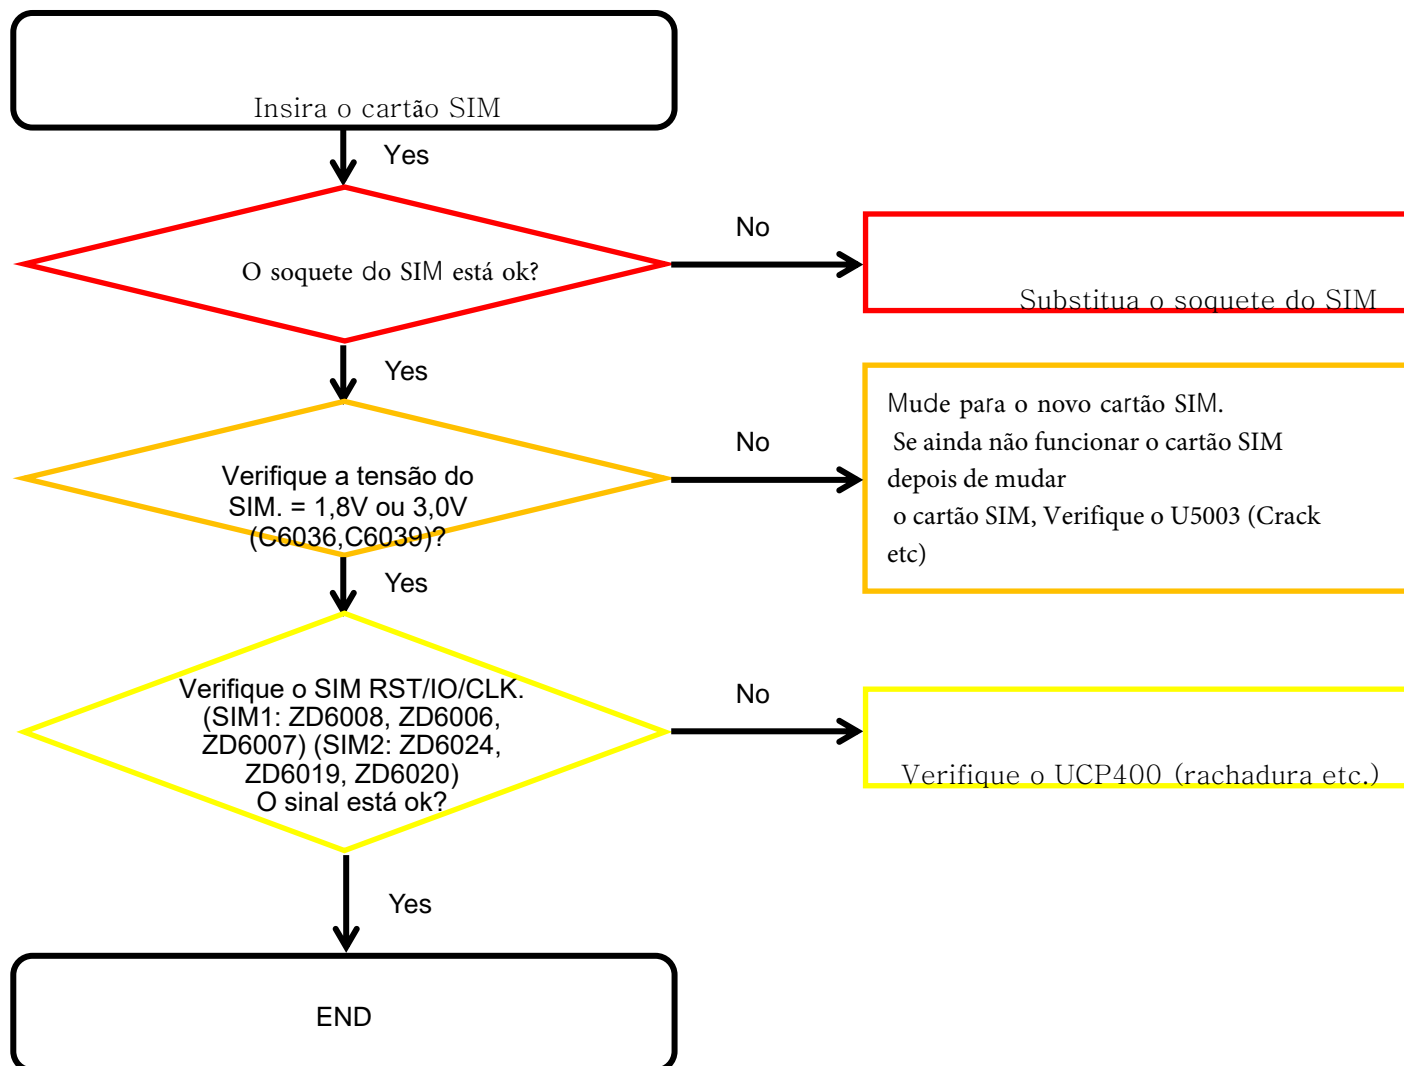 Insira o cartão SIM
Yes
O soquete do SIM está ok?
No
Substitua o soquete do SIM
Yes
Verifique a tensão do
SIM. = 1,8V ou 3,0V
(C6036,C6039)?
No
Mude para o novo cartão SIM.
Se ainda não funcionar o cartão SIM
depois de mudar
o cartão SIM, Verifique o U5003 (Crack
etc)
Yes
Verifique o SIM RST/IO/CLK.
(SIM1: ZD6008, ZD6006,
ZD6007) (SIM2: ZD6024,
ZD6019, ZD6020)
O sinal está ok?
No
Verifique o UCP400 (rachadura etc.)
Yes
END